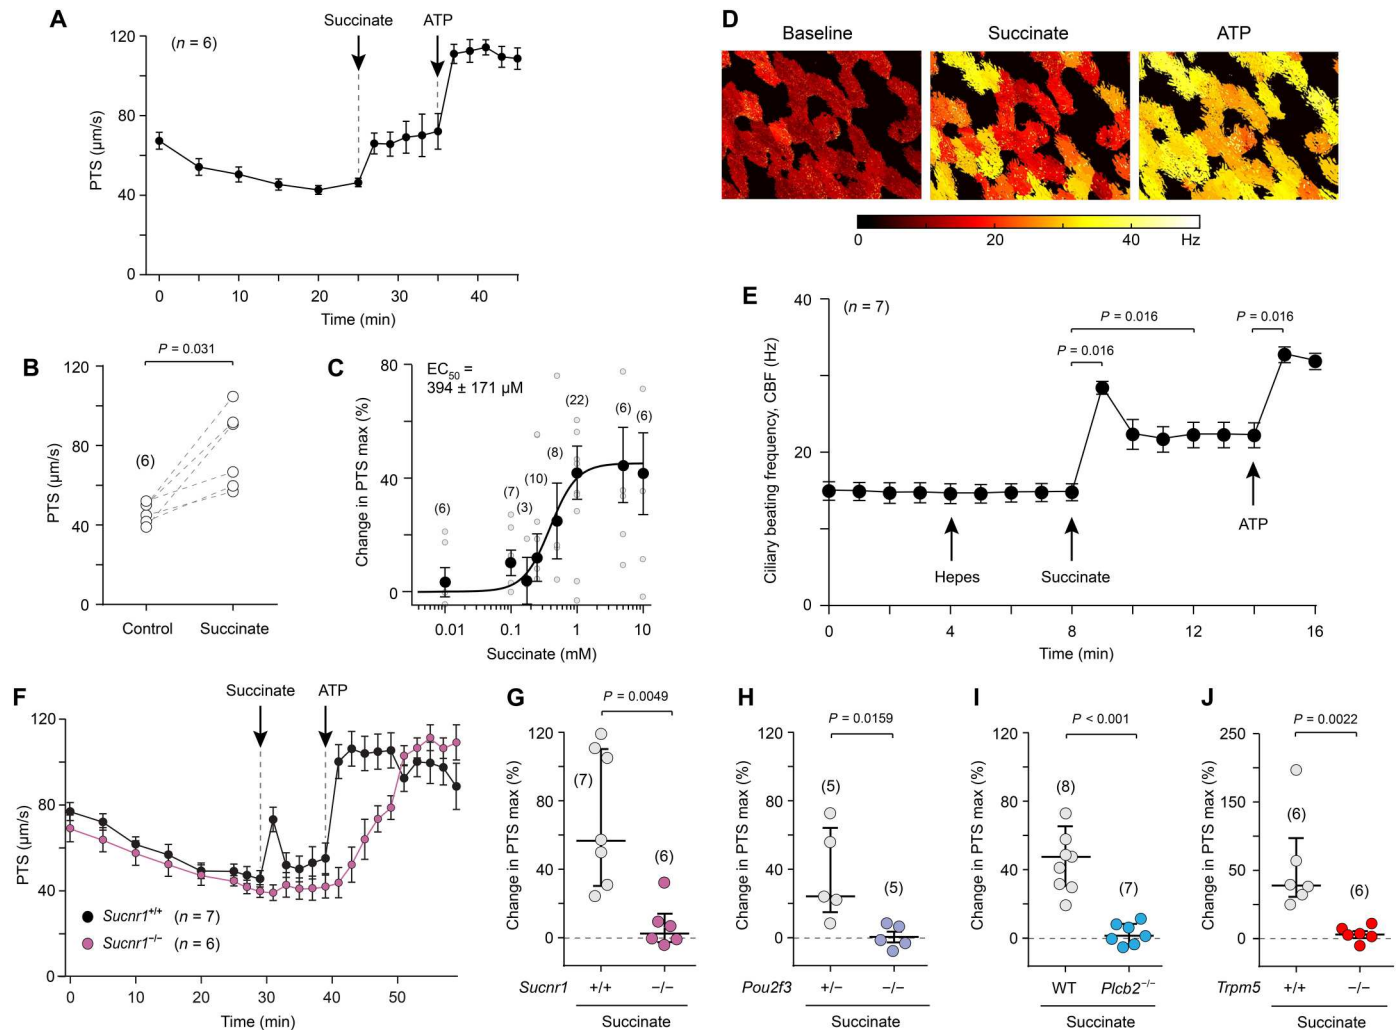 A
Succinate
ATP
(n = 6)
120
80
40
0
PTS (µm/s)
0
10
20
30
40
Time (min)
D
Baseline
Succinate
ATP
0
20
40
Hz
B
P = 0.031
120
80
40
0
PTS (µm/s)
(6)
Control
Succinate
C
EC50 =
394 ± 171 µM
80
40
0
Change in PTS max (%)
(6)
(7)
(3)
(10)
(8)
(22)
(6)
(6)
0.01
0.1
1
10
Succinate (mM)
E
(n = 7)
40
20
0
Ciliary beating frequency, CBF (Hz)
P = 0.016
P = 0.016
P = 0.016
Hepes
Succinate
ATP
0
4
8
12
16
Time (min)
F
Succinate
ATP
120
80
40
0
PTS (µm/s)
Sucnr1+/+ (n = 7)
Sucnr1−/− (n = 6)
0
10
20
30
40
50
Time (min)
G
P = 0.0049
120
80
40
0
Change in PTS max (%)
(7)
(6)
Sucnr1 +/+ −/−
Succinate
H
P = 0.0159
120
80
40
0
Change in PTS max (%)
(5)
(5)
Pou2f3 +/− −/−
Succinate
I
P < 0.001
120
80
40
0
Change in PTS max (%)
(8)
(7)
WT Plcb2−/−
Succinate
J
P = 0.0022
250
150
50
0
Change in PTS max (%)
(6)
(6)
Trpm5 +/+ −/−
Succinate